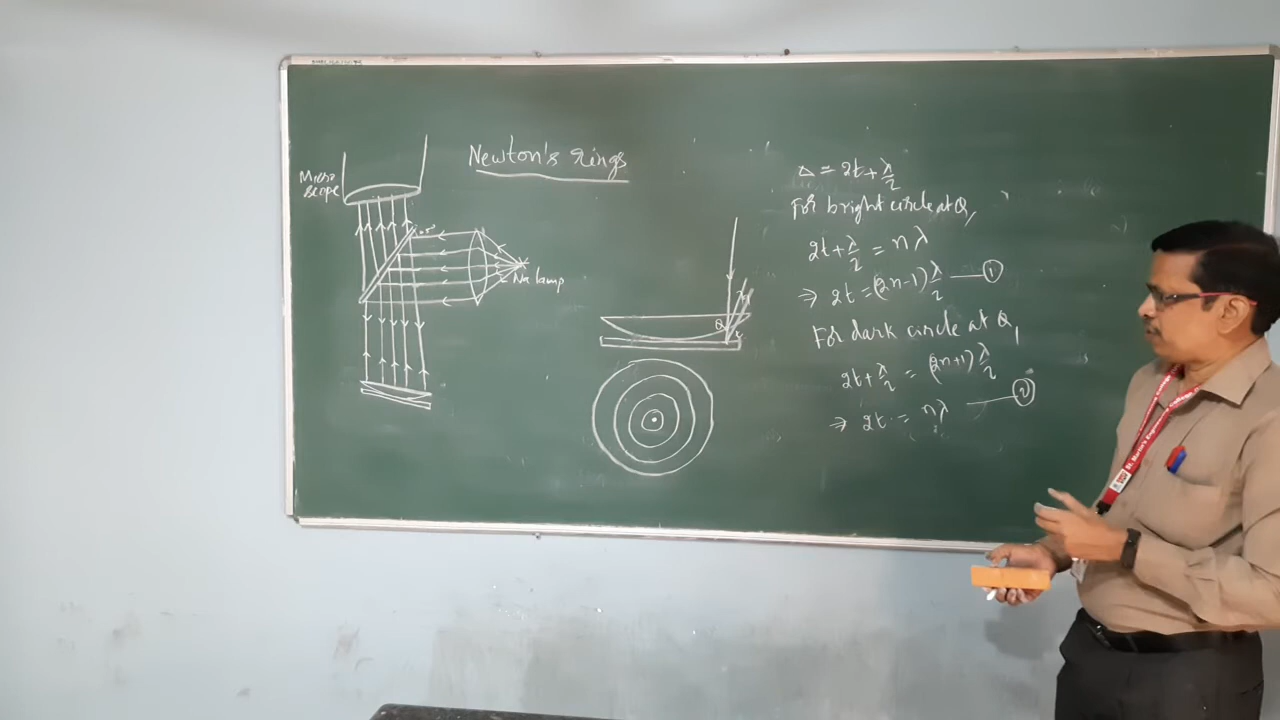 Newton's rings
Micro
scope
45°
Na lamp
Q
Δ = 2t + λ/2
For bright circle at Q,
2t + λ/2 = nλ
⇒ 2t = (2n-1) λ/2 — ①
For dark circle at Q,
2t + λ/2 = (2n+1) λ/2
⇒ 2t = nλ — ②